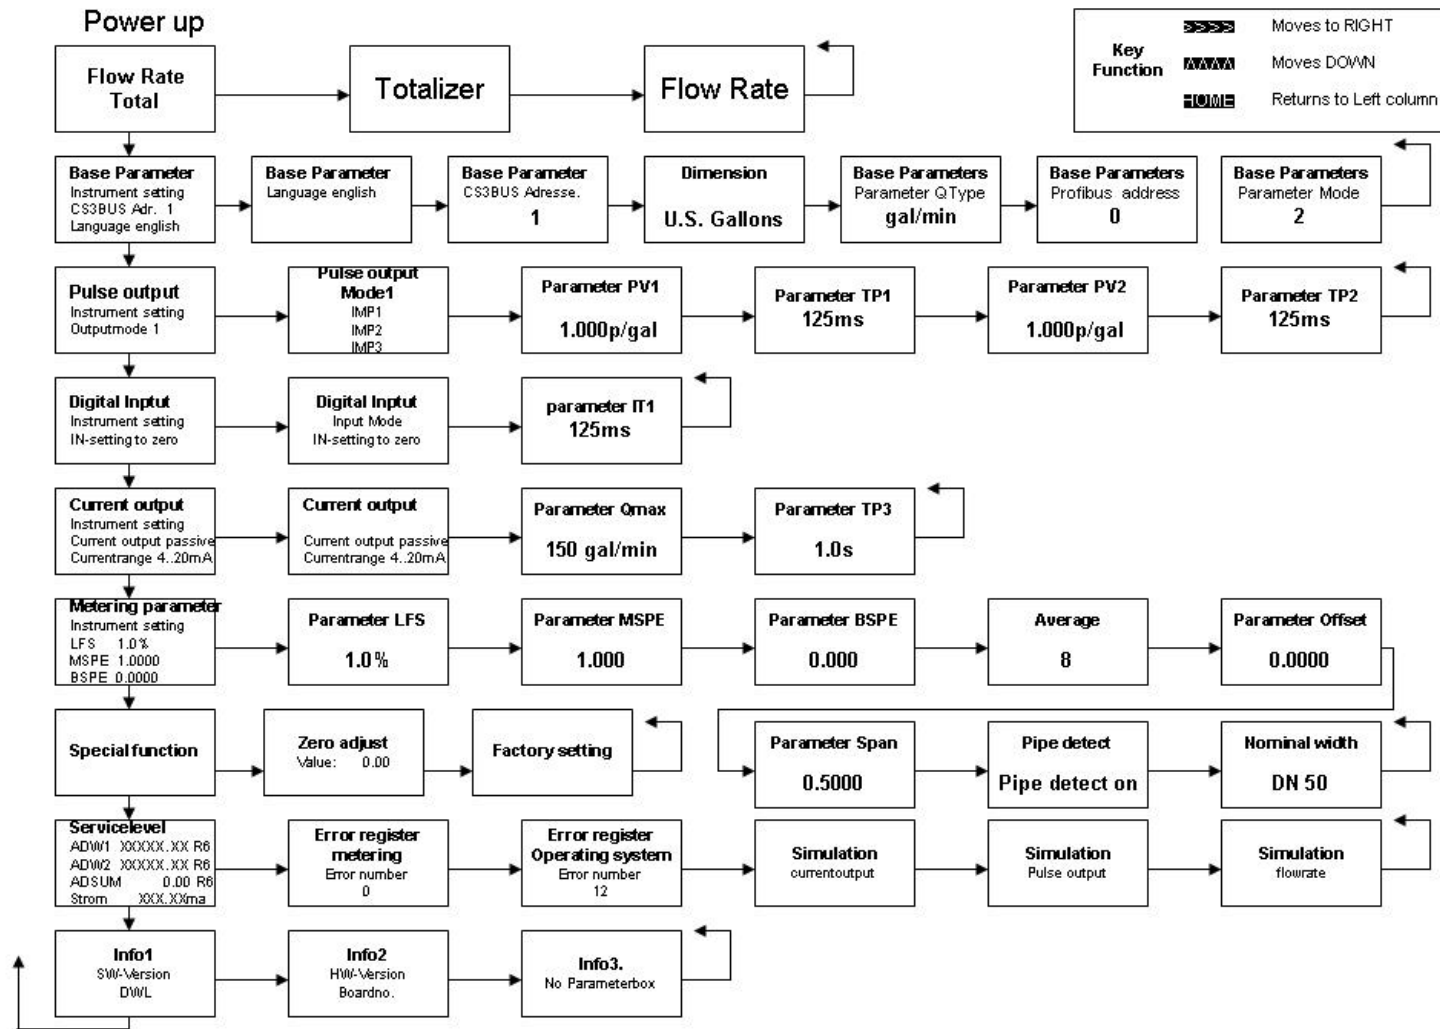 Power up
Flow Rate
Total
Totalizer
Flow Rate
Key
Function
>>>>
Moves to RIGHT
ΛΛΛΛ
Moves DOWN
HOME
Returns to Left column
Base Parameter
Instrument setting
CS3BUS Adr. 1
Language english
Base Parameter
Language english
Base Parameter
CS3BUS Adresse.
1
Dimension
U.S. Gallons
Base Parameters
Parameter QType
gal/min
Base Parameters
Profibus address
0
Base Parameters
Parameter Mode
2
Pulse output
Instrument setting
Outputmode 1
Pulse output
Mode1
IMP1
IMP2
IMP3
Parameter PV1
1.000p/gal
Parameter TP1
125ms
Parameter PV2
1.000p/gal
Parameter TP2
125ms
Digital Inptut
Instrument setting
IN-setting to zero
Digital Inptut
Input Mode
IN-setting to zero
parameter IT1
125ms
Current output
Instrument setting
Current output passive
Currentrange 4..20mA
Current output
Current output passive
Currentrange 4..20mA
Parameter Qmax
150 gal/min
Parameter TP3
1.0s
Metering parameter
Instrument setting
LFS 1.0%
MSPE 1.0000
BSPE 0.0000
Parameter LFS
1.0%
Parameter MSPE
1.000
Parameter BSPE
0.000
Average
8
Parameter Offset
0.0000
Special function
Zero adjust
Value: 0.00
Factory setting
Parameter Span
0.5000
Pipe detect
Pipe detect on
Nominal width
DN 50
Servicelevel
ADW1 XXXXX.XX R6
ADW2 XXXXX.XX R6
ADSUM 0.00 R6
Strom XXX.XXma
Error register
metering
Error number
0
Error register
Operating system
Error number
12
Simulation
currentoutput
Simulation
Pulse output
Simulation
flowrate
Info1
SW-Version
DWL
Info2
HW-Version
Boardno.
Info3.
No Parameterbox